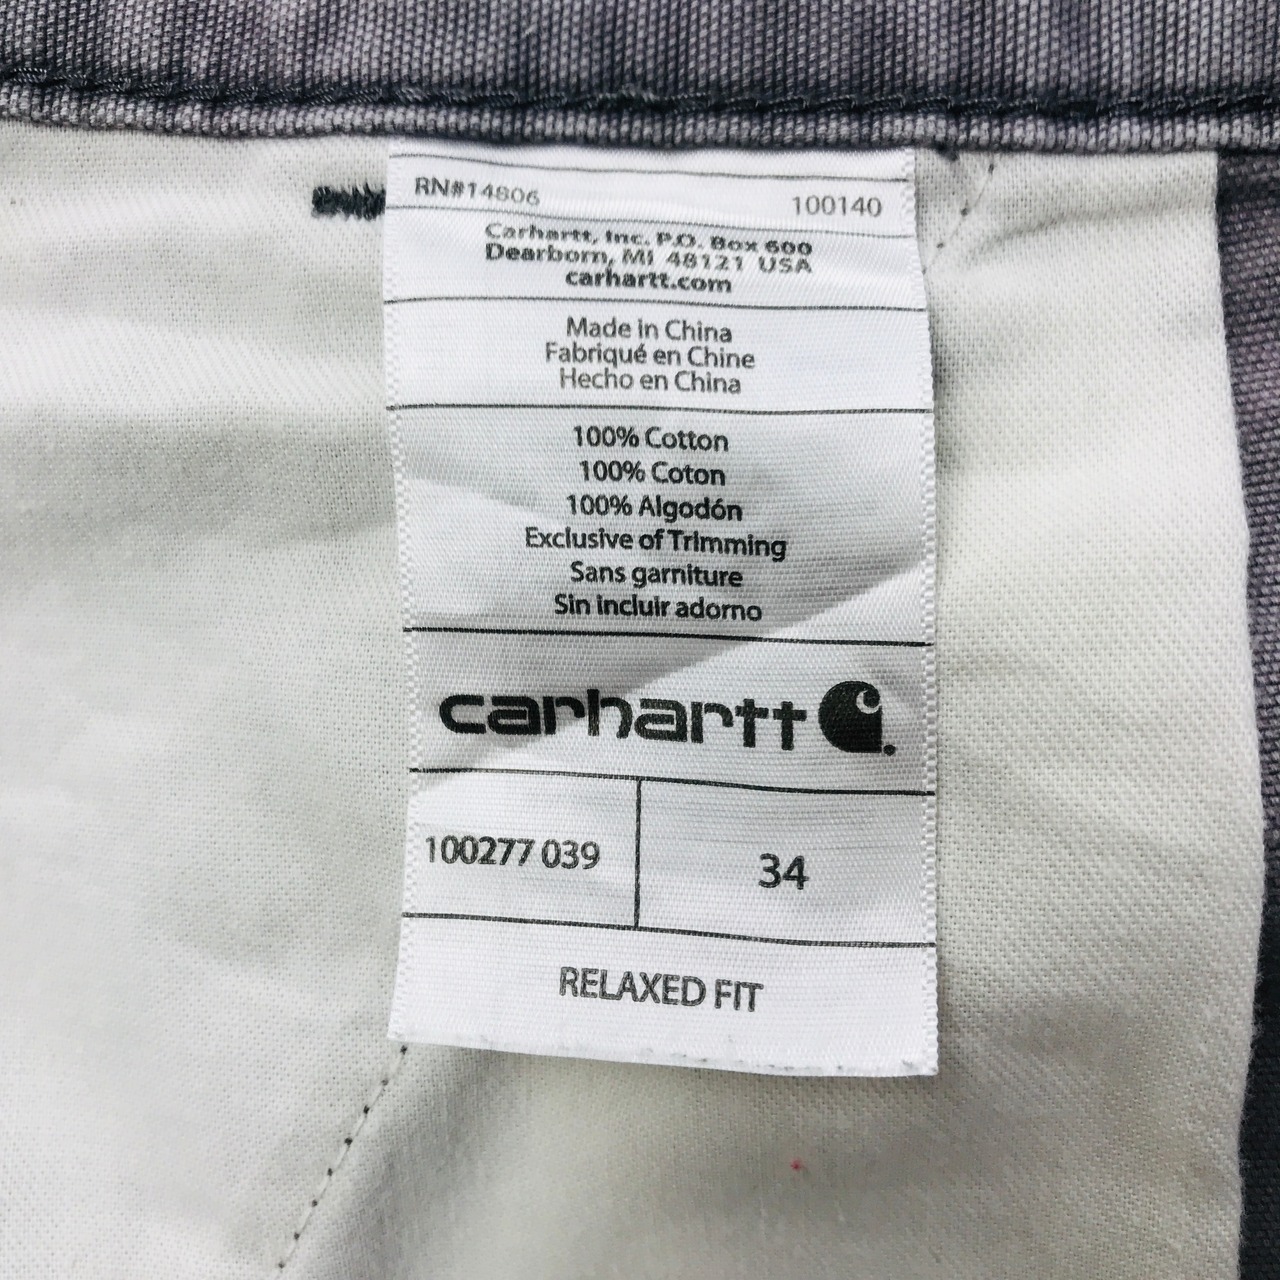 RN#14806 100140
Carhartt, Inc. P.O. Box 600
Dearborn, MI 48121 USA
carhartt.com
Made in China
Fabriqué en Chine
Hecho en China
100% Cotton
100% Coton
100% Algodón
Exclusive of Trimming
Sans garniture
Sin incluir adorno
carhartt
100277 039 34
RELAXED FIT